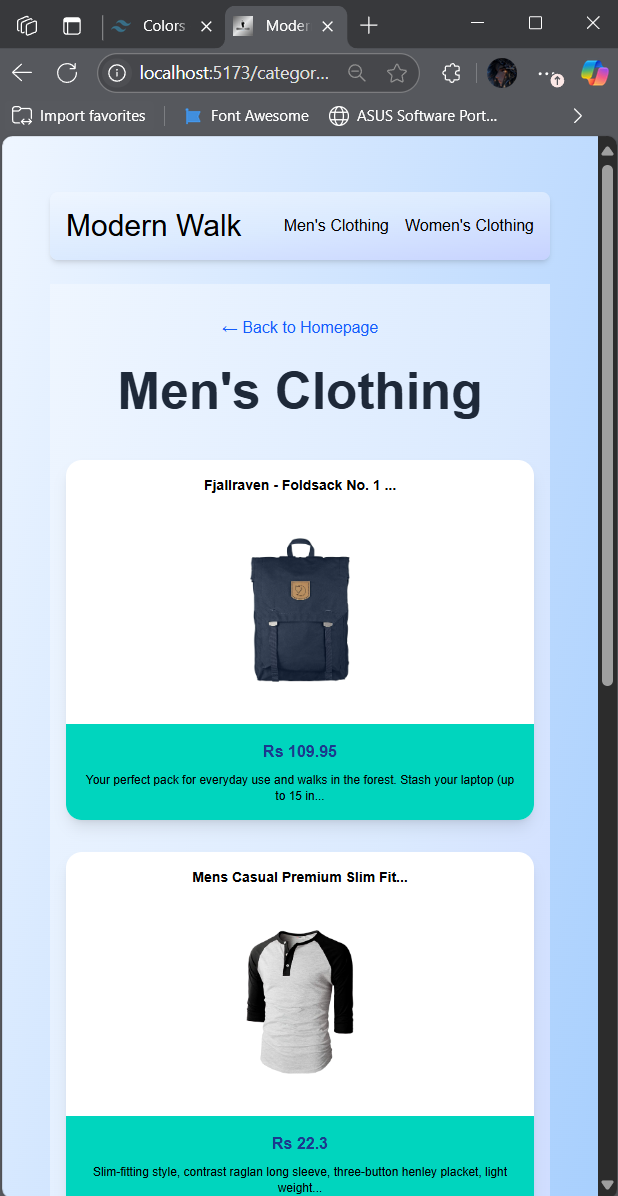 Colors
Moder
localhost:5173/categor...
Import favorites
Font Awesome
ASUS Software Port...
Modern Walk
Men's Clothing
Women's Clothing
← Back to Homepage
Men's Clothing
Fjallraven - Foldsack No. 1 ...
Rs 109.95
Your perfect pack for everyday use and walks in the forest. Stash your laptop (up
to 15 in...
Mens Casual Premium Slim Fit...
Rs 22.3
Slim-fitting style, contrast raglan long sleeve, three-button henley placket, light
weight...